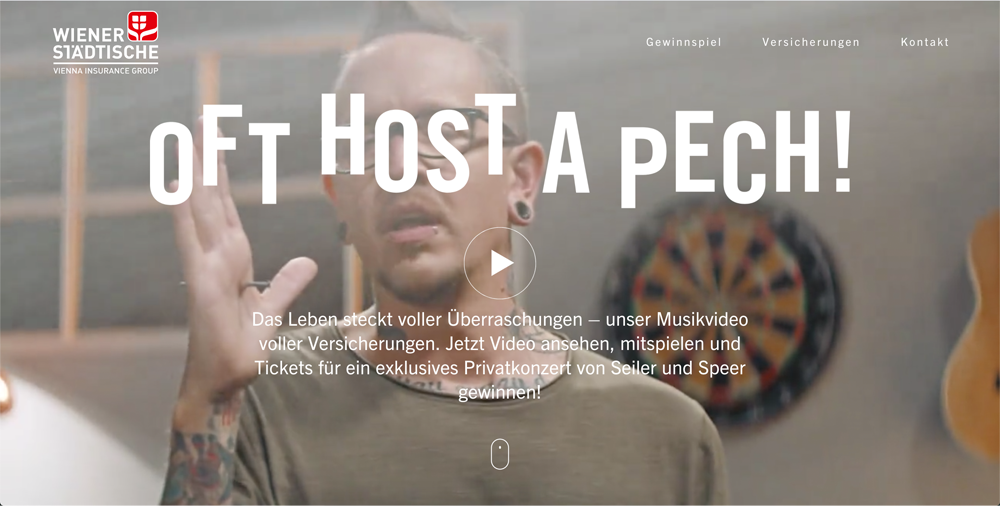 WIENER
STÄDTISCHE
VIENNA INSURANCE GROUP
Gewinnspiel Versicherungen Kontakt
OFT HOST A PECH!
Das Leben steckt voller Überraschungen – unser Musikvideo
voller Versicherungen. Jetzt Video ansehen, mitspielen und
Tickets für ein exklusives Privatkonzert von Seiler und Speer
gewinnen!